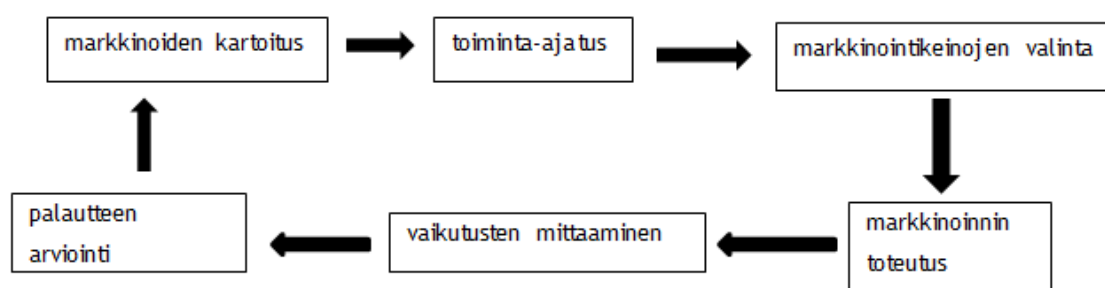 markkinoiden kartoitus
toiminta-ajatus
markkinointikeinojen valinta
markkinoinnin
toteutus
vaikutusten mittaaminen
palautteen
arviointi